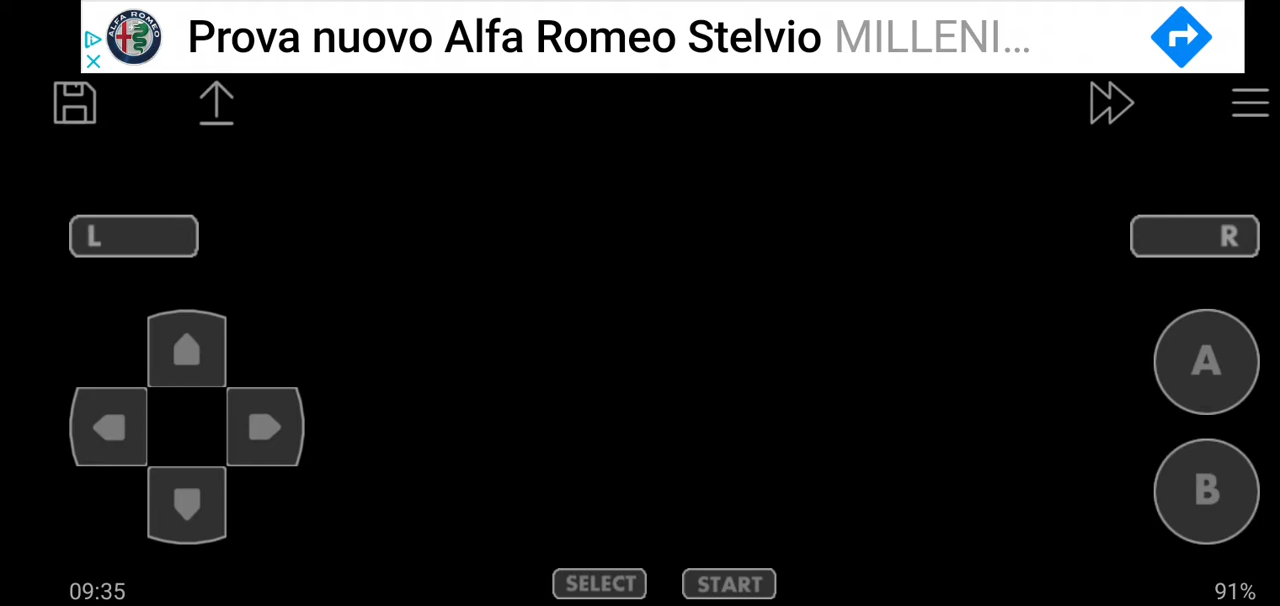 Prova nuovo Alfa Romeo Stelvio MILLENI...
L
R
A
B
SELECT
START
09:35
91%